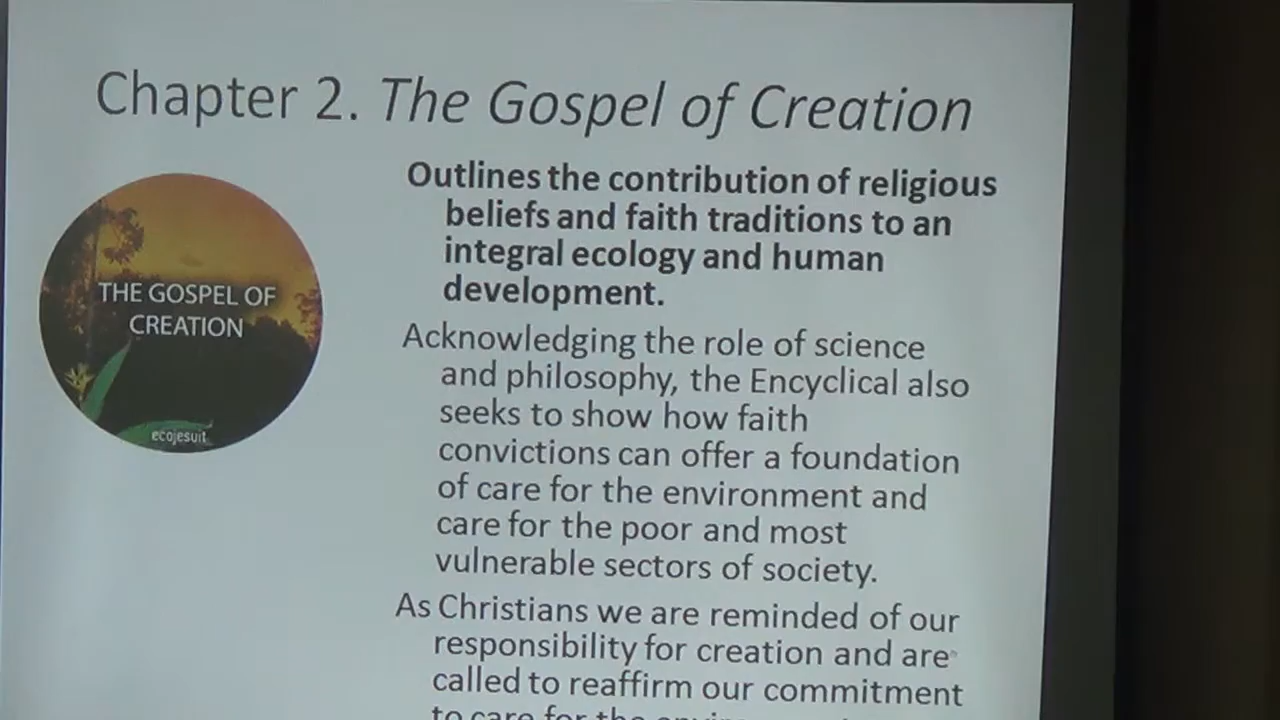 Chapter 2. The Gospel of Creation
THE GOSPEL OF
CREATION
ecojesuit
Outlines the contribution of religious
beliefs and faith traditions to an
integral ecology and human
development.
Acknowledging the role of science
and philosophy, the Encyclical also
seeks to show how faith
convictions can offer a foundation
of care for the environment and
care for the poor and most
vulnerable sectors of society.
As Christians we are reminded of our
responsibility for creation and are
called to reaffirm our commitment
to care for the